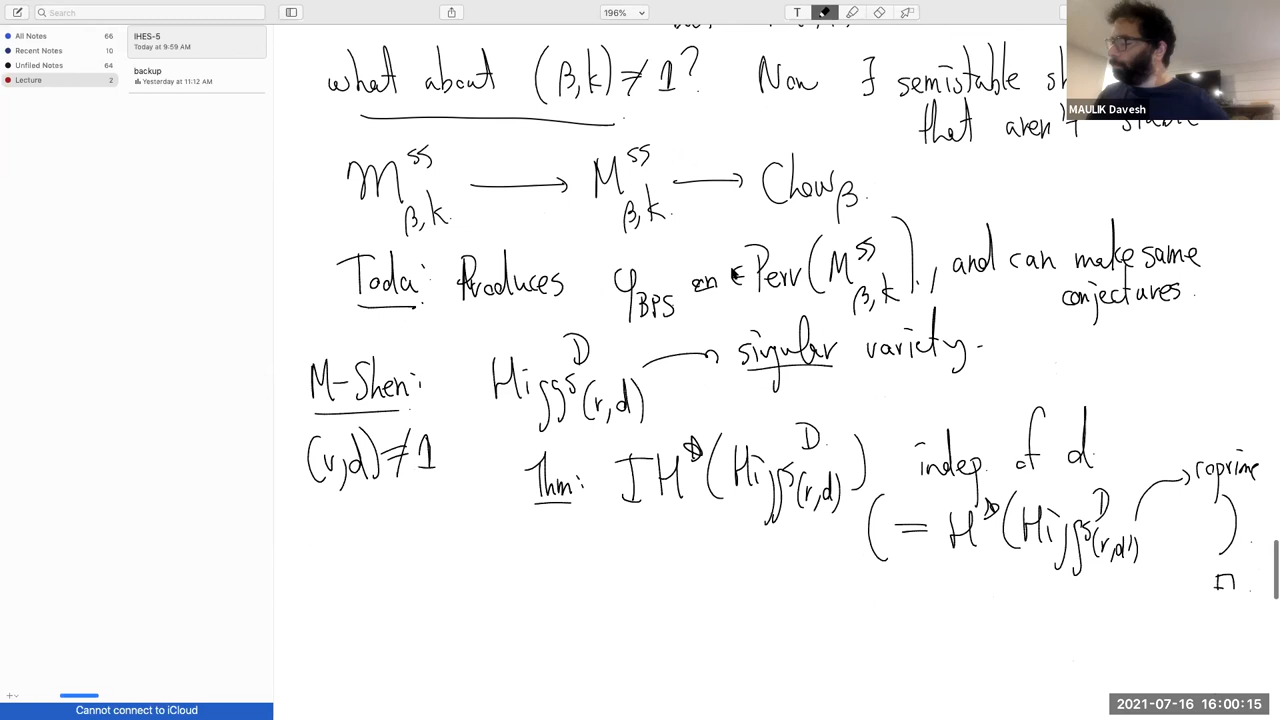 Search
196%
T
All Notes 66
Recent Notes 10
Unfiled Notes 64
Lecture 2
IHES-5
Today at 9:59 AM
backup
Yesterday at 11:12 AM
MAULIK Davesh
what about (β,k)≠1? Now ∃ semistable
that aren't
𝓜^ss_β,k ⟶ M^ss_β,k ⟶ Chow_β.
Toda: Produces φ_BPS ∈ Perv(M^ss_β,k)., and can make same
conjectures.
M-Shen: Higgs^D_(r,d) → singular variety.
(r,d)≠1 Thm: IH^*(Higgs^D_(r,d)) indep. of d
(= H^*(Higgs^D_(r,d')) → coprime
□.
Cannot connect to iCloud
2021-07-16 16:00:15